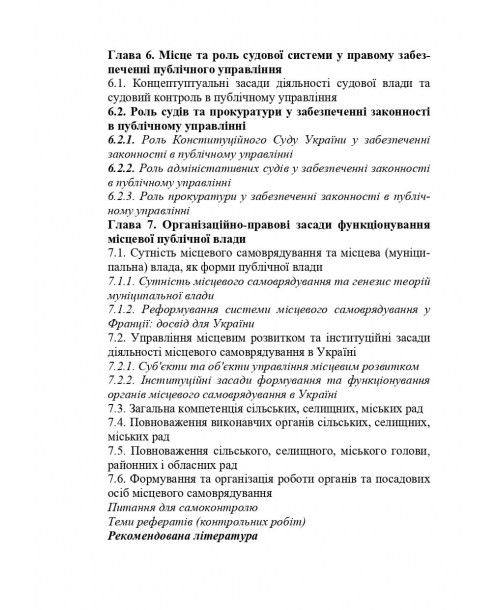 Глава 6. Місце та роль судової системи у правому забез-
печенні публічного управління
6.1. Концептуптуальні засади діяльності судової влади та
судовий контроль в публічному управління
6.2. Роль судів та прокуратури у забезпеченні законності
в публічному управлінні
6.2.1. Роль Конституційного Суду України у забезпеченні
законності в публічному управлінні
6.2.2. Роль адміністативних судів у забезпеченні законності
в публічному управлінні
6.2.3. Роль прокуратури у забезпеченні законності в публіч-
ному управлінні
Глава 7. Організаційно-правові засади функціонування
місцевої публічної влади
7.1. Сутність місцевого самоврядування та місцева (муніци-
пальна) влада, як форми публічної влади
7.1.1. Сутність місцевого самоврядування та генезис теорій
муніципальної влади
7.1.2. Реформування системи місцевого самоврядування у
Франції: досвід для України
7.2. Управління місцевим розвитком та інституційні засади
діяльності місцевого самоврядування в Україні
7.2.1. Суб'єкти та об'єкти управління місцевим розвитком
7.2.2. Інституційні засади формування та функціонування
органів місцевого самоврядування в Україні
7.3. Загальна компетенція сільських, селищних, міських рад
7.4. Повноваження виконавчих органів сільських, селищних,
міських рад
7.5. Повноваження сільського, селищного, міського голови,
районних і обласних рад
7.6. Формування та організація роботи органів та посадових
осіб місцевого самоврядування
Питання для самоконтролю
Теми рефератів (контрольних робіт)
Рекомендована література